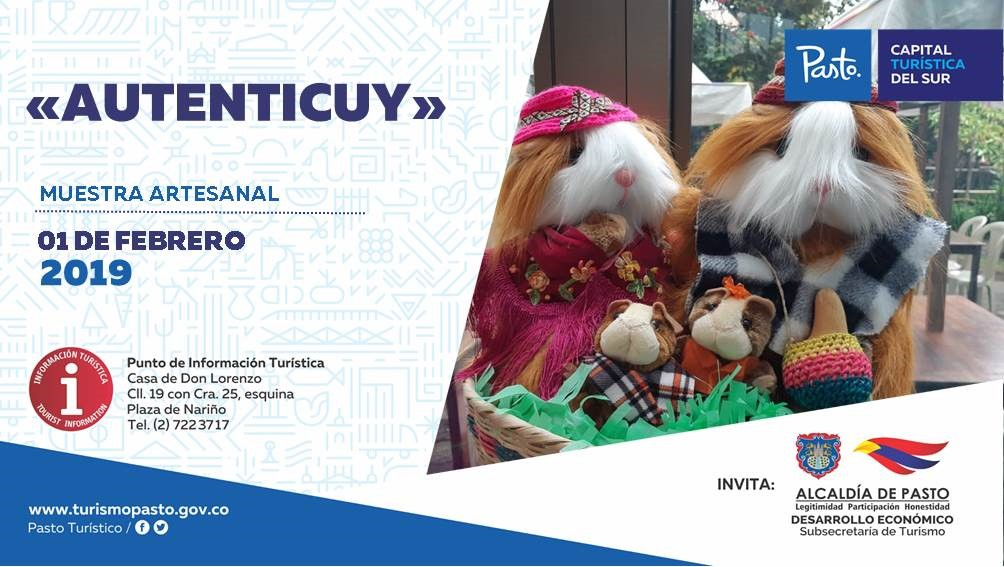 «AUTENTICUY»
MUESTRA ARTESANAL
01 DE FEBRERO
2019
INFORMACIÓN TURÍSTICA
i
TOURIST INFORMATION
Punto de Información Turística
Casa de Don Lorenzo
Cll. 19 con Cra. 25, esquina
Plaza de Nariño
Tel. (2) 7223717
www.turismopasto.gov.co
Pasto Turístico /
Pasto.
CAPITAL
TURÍSTICA
DEL SUR
INVITA:
ALCALDÍA DE PASTO
Legitimidad Participación Honestidad
DESARROLLO ECONÓMICO
Subsecretaría de Turismo